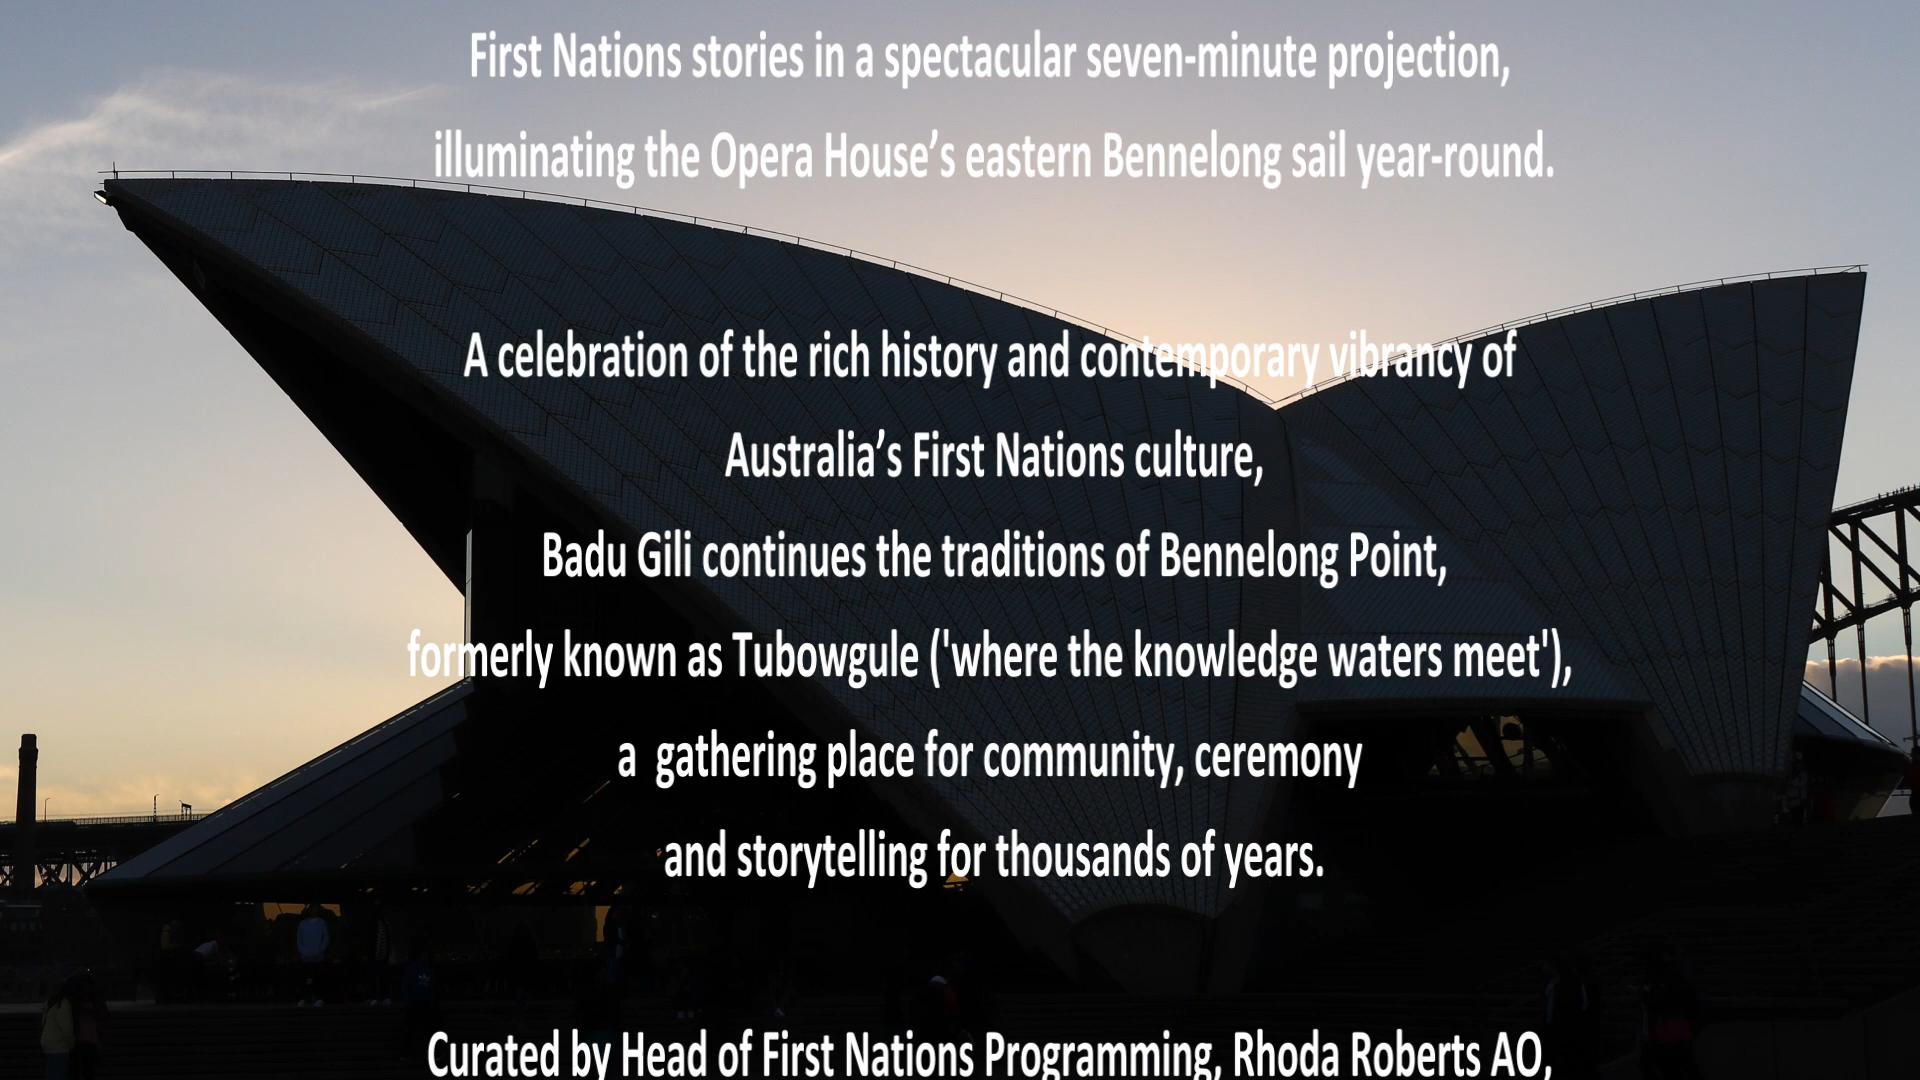 First Nations stories in a spectacular seven-minute projection,
illuminating the Opera House’s eastern Bennelong sail year-round.
A celebration of the rich history and contemporary vibrancy of
Australia’s First Nations culture,
Badu Gili continues the traditions of Bennelong Point,
formerly known as Tubowgule ('where the knowledge waters meet'),
a  gathering place for community, ceremony
and storytelling for thousands of years.
Curated by Head of First Nations Programming, Rhoda Roberts AO,